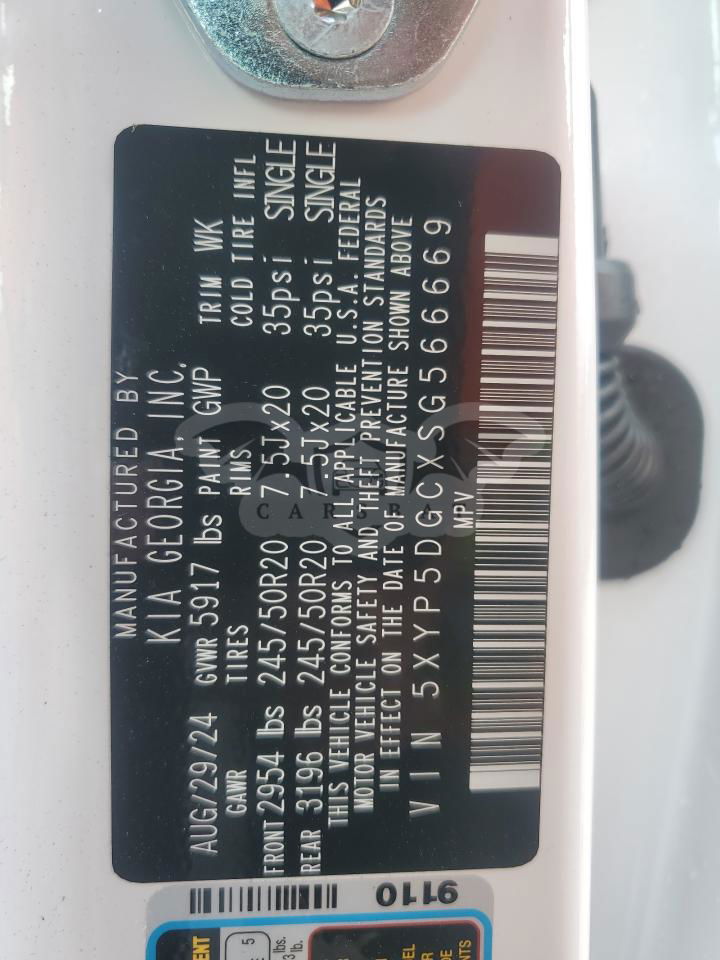 MANUFACTURED BY
KIA GEORGIA, INC,
AUG/29/24 GVWR 5917 lbs PAINT GWP TRIM WK
GAWR TIRES RIMS COLD TIRE INFL
FRONT 2954 lbs 245/50R20 7.5Jx20 35psi SINGLE
REAR 3196 lbs 245/50R20 7.5Jx20 35psi SINGLE
THIS VEHICLE CONFORMS TO ALL APPLICABLE U.S.A. FEDERAL
MOTOR VEHICLE SAFETY AND THEFT PREVENTION STANDARDS
IN EFFECT ON THE DATE OF MANUFACTURE SHOWN ABOVE
VIN 5XYP5DGCXSG566669
MPV
9110
5
lbs.